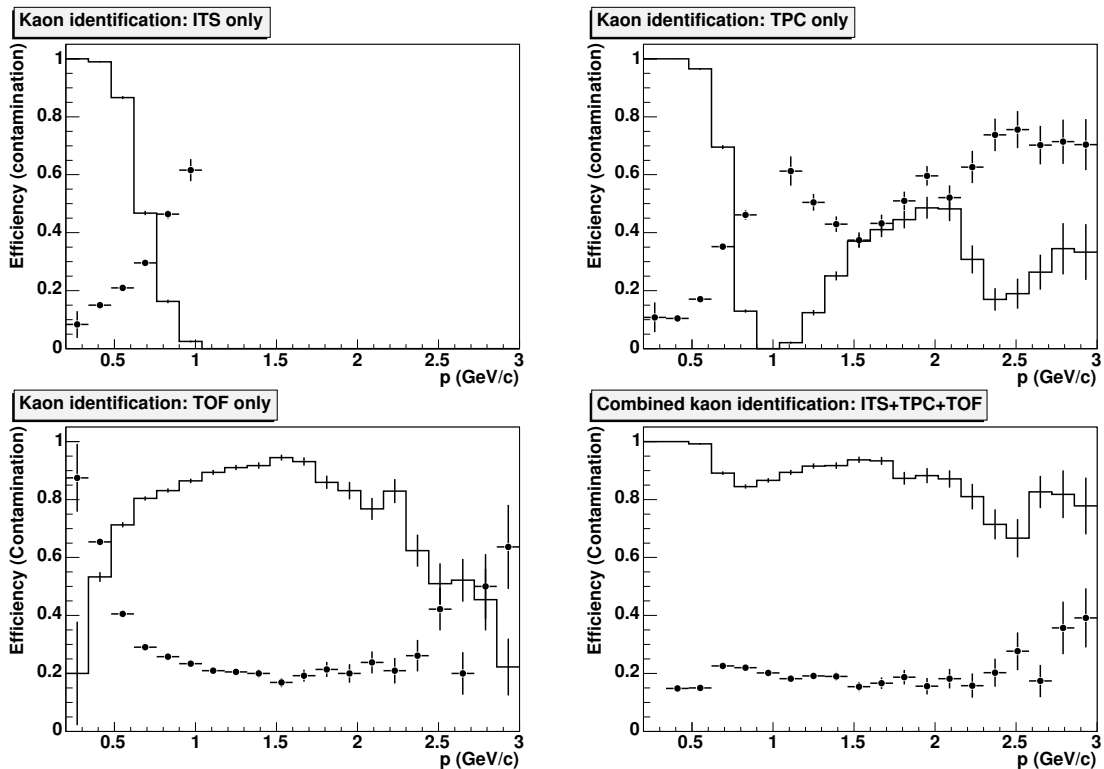 Kaon identification: ITS only
Efficiency (contamination)
1
0.8
0.6
0.4
0.2
0
0.5 1 1.5 2 2.5 3
p (GeV/c)
Kaon identification: TPC only
Efficiency (contamination)
1
0.8
0.6
0.4
0.2
0
0.5 1 1.5 2 2.5 3
p (GeV/c)
Kaon identification: TOF only
Efficiency (Contamination)
1
0.8
0.6
0.4
0.2
0
0.5 1 1.5 2 2.5 3
p (GeV/c)
Combined kaon identification: ITS+TPC+TOF
Efficiency (Contamination)
1
0.8
0.6
0.4
0.2
0
0.5 1 1.5 2 2.5 3
p (GeV/c)